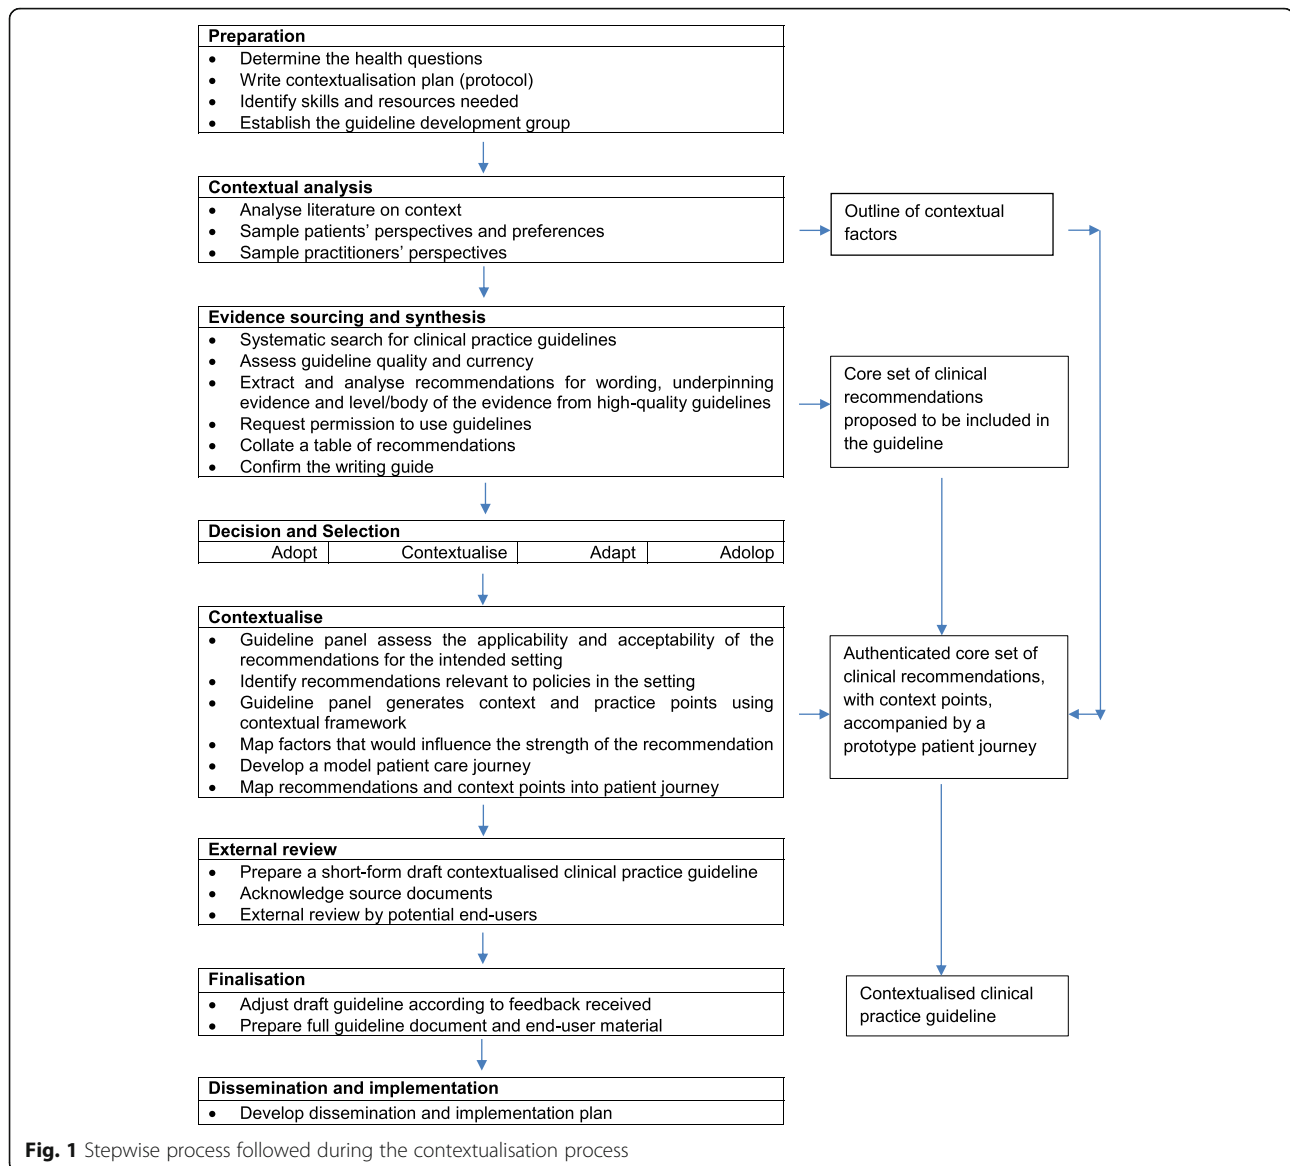 Preparation
• Determine the health questions
• Write contextualisation plan (protocol)
• Identify skills and resources needed
• Establish the guideline development group
Contextual analysis
• Analyse literature on context
• Sample patients’ perspectives and preferences
• Sample practitioners’ perspectives
Outline of contextual
factors
Evidence sourcing and synthesis
• Systematic search for clinical practice guidelines
• Assess guideline quality and currency
• Extract and analyse recommendations for wording, underpinning
evidence and level/body of the evidence from high-quality guidelines
• Request permission to use guidelines
• Collate a table of recommendations
• Confirm the writing guide
Core set of clinical
recommendations
proposed to be included in
the guideline
Decision and Selection
Adopt Contextualise Adapt Adolop
Contextualise
• Guideline panel assess the applicability and acceptability of the
recommendations for the intended setting
• Identify recommendations relevant to policies in the setting
• Guideline panel generates context and practice points using
contextual framework
• Map factors that would influence the strength of the recommendation
• Develop a model patient care journey
• Map recommendations and context points into patient journey
Authenticated core set of
clinical recommendations,
with context points,
accompanied by a
prototype patient journey
External review
• Prepare a short-form draft contextualised clinical practice guideline
• Acknowledge source documents
• External review by potential end-users
Finalisation
• Adjust draft guideline according to feedback received
• Prepare full guideline document and end-user material
Contextualised clinical
practice guideline
Dissemination and implementation
• Develop dissemination and implementation plan
Fig. 1 Stepwise process followed during the contextualisation process